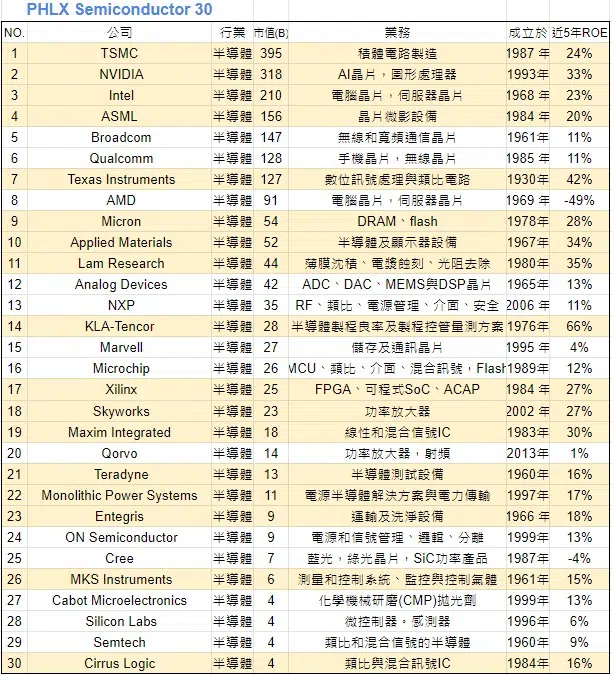 PHLX Semiconductor 30
NO. 公司 行業 市值(B) 業務 成立於 近5年ROE
1 TSMC 半導體 395 積體電路製造 1987 年 24%
2 NVIDIA 半導體 318 AI晶片，圖形處理器 1993年 33%
3 Intel 半導體 210 電腦晶片，伺服器晶片 1968 年 23%
4 ASML 半導體 156 晶片微影設備 1984 年 20%
5 Broadcom 半導體 147 無線和寬頻通信晶片 1961年 11%
6 Qualcomm 半導體 128 手機晶片，無線晶片 1985 年 11%
7 Texas Instruments 半導體 127 數位訊號處理與類比電路 1930年 42%
8 AMD 半導體 91 電腦晶片，伺服器晶片 1969 年 -49%
9 Micron 半導體 54 DRAM、flash 1978年 28%
10 Applied Materials 半導體 52 半導體及顯示器設備 1967年 34%
11 Lam Research 半導體 44 薄膜沈積、電漿蝕刻、光阻去除 1980年 35%
12 Analog Devices 半導體 42 ADC、DAC、MEMS與DSP晶片 1965年 13%
13 NXP 半導體 35 RF、類比、電源管理、介面、安全 2006 年 11%
14 KLA-Tencor 半導體 28 半導體製程良率及製程控管量測方案 1976年 66%
15 Marvell 半導體 27 儲存及通訊晶片 1995 年 4%
16 Microchip 半導體 26 MCU、類比、介面、混合訊號，Flash 1989年 12%
17 Xilinx 半導體 25 FPGA、可程式SoC、ACAP 1984 年 27%
18 Skyworks 半導體 23 功率放大器 2002 年 27%
19 Maxim Integrated 半導體 18 線性和混合信號IC 1983年 30%
20 Qorvo 半導體 14 功率放大器，射頻 2013年 1%
21 Teradyne 半導體 13 半導體測試設備 1960年 16%
22 Monolithic Power Systems 半導體 11 電源半導體解決方案與電力傳輸 1997年 17%
23 Entegris 半導體 9 運輸及洗淨設備 1966 年 18%
24 ON Semiconductor 半導體 9 電源和信號管理、邏輯、分離 1999年 13%
25 Cree 半導體 7 藍光，綠光晶片，SiC功率產品 1987年 -4%
26 MKS Instruments 半導體 6 測量和控制系統、監控與控制氣體 1961年 15%
27 Cabot Microelectronics 半導體 4 化學機械研磨(CMP)拋光劑 1999年 13%
28 Silicon Labs 半導體 4 微控制器，感測器 1996年 6%
29 Semtech 半導體 4 類比和混合信號的半導體 1960年 9%
30 Cirrus Logic 半導體 4 類比與混合訊號IC 1984年 16%